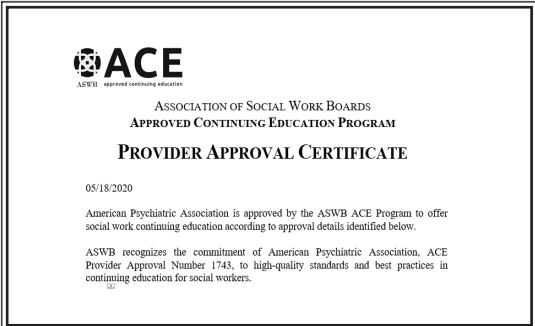 ACE
ASWB approved continuing education
ASSOCIATION OF SOCIAL WORK BOARDS
APPROVED CONTINUING EDUCATION PROGRAM
PROVIDER APPROVAL CERTIFICATE
05/18/2020
American Psychiatric Association is approved by the ASWB ACE Program to offer
social work continuing education according to approval details identified below.
ASWB recognizes the commitment of American Psychiatric Association, ACE
Provider Approval Number 1743, to high-quality standards and best practices in
continuing education for social workers.